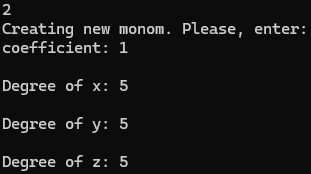 2
Creating new monom. Please, enter:
coefficient: 1
Degree of x: 5
Degree of y: 5
Degree of z: 5